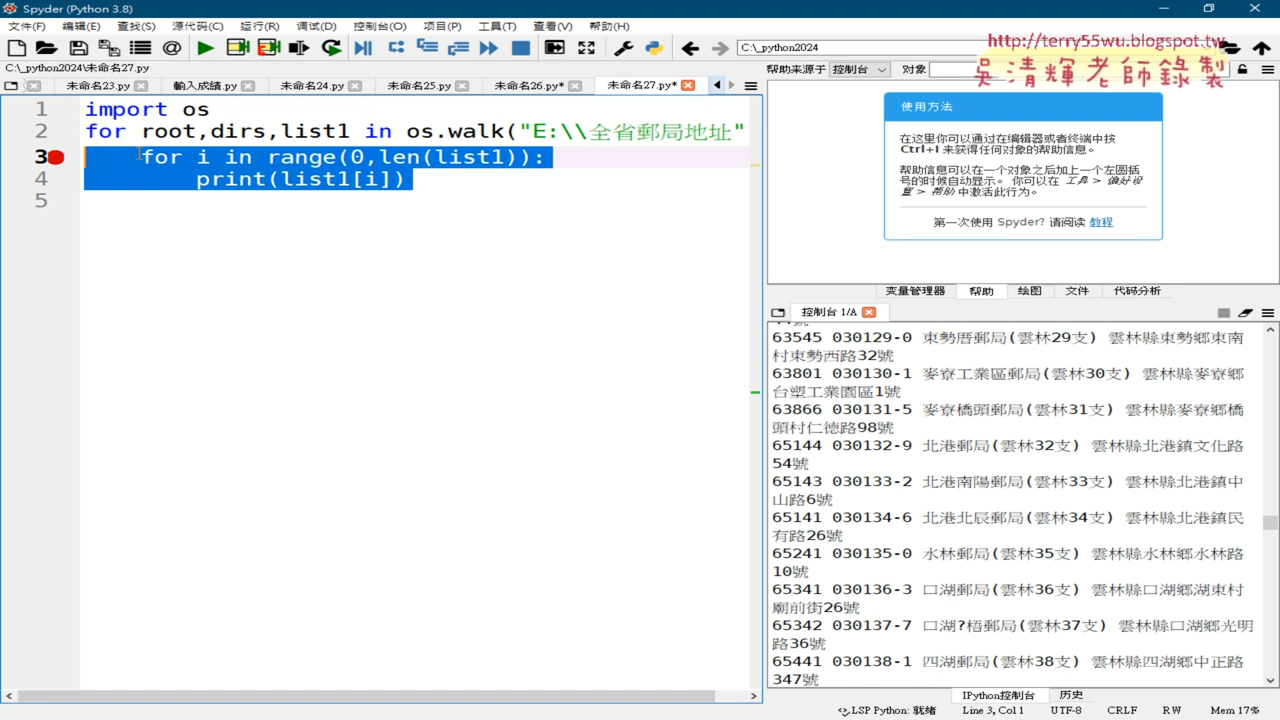 Spyder (Python 3.8)
文件(F) 编辑(E) 查找(S) 源代码(C) 运行(R) 调试(D) 控制台(O) 项目(P) 工具(T) 查看(V) 帮助(H)
C:\_python2024
http://terry55wu.blogspot.tw
吳清輝老師錄製
C:\_python2024\未命名27.py
帮助来源于 控制台 对象
未命名23.py 輸入成績.py 未命名24.py 未命名25.py 未命名26.py* 未命名27.py*
1 import os
2 for root,dirs,list1 in os.walk("E:\\全省郵局地址"
3 for i in range(0,len(list1)):
4 print(list1[i])
5
使用方法
在这里你可以通过在编辑器或者终端中按
Ctrl+I 来获得任何对象的帮助信息。
帮助信息可以在一个对象之后加上一个左圆括
号的时候自动显示。 你可以在 工具 > 偏好设
置 > 帮助 中激活此行为。
第一次使用 Spyder? 请阅读 教程
变量管理器 帮助 绘图 文件 代码分析
控制台 1/A
63545 030129-0 東勢厝郵局(雲林29支) 雲林縣東勢鄉東南
村東勢西路32號
63801 030130-1 麥寮工業區郵局(雲林30支) 雲林縣麥寮鄉
台塑工業園區1號
63866 030131-5 麥寮橋頭郵局(雲林31支) 雲林縣麥寮鄉橋
頭村仁德路98號
65144 030132-9 北港郵局(雲林32支) 雲林縣北港鎮文化路
54號
65143 030133-2 北港南陽郵局(雲林33支) 雲林縣北港鎮中
山路6號
65141 030134-6 北港北辰郵局(雲林34支) 雲林縣北港鎮民
有路26號
65241 030135-0 水林郵局(雲林35支) 雲林縣水林鄉水林路
10號
65341 030136-3 口湖郵局(雲林36支) 雲林縣口湖鄉湖東村
廟前街26號
65342 030137-7 口湖?梧郵局(雲林37支) 雲林縣口湖鄉光明
路36號
65441 030138-1 四湖郵局(雲林38支) 雲林縣四湖鄉中正路
347號
IPython控制台 历史
LSP Python: 就绪 Line 3, Col 1 UTF-8 CRLF RW Mem 17%